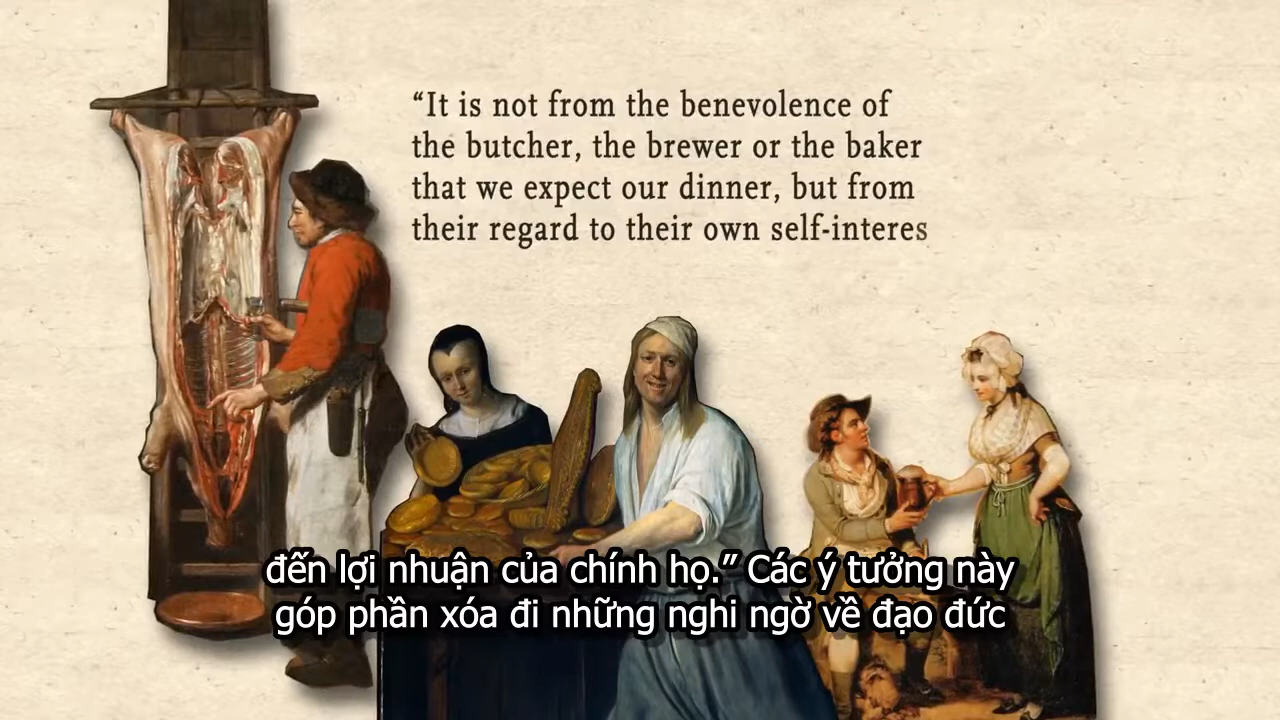 “It is not from the benevolence of
the butcher, the brewer or the baker
that we expect our dinner, but from
their regard to their own self-interes
đến lợi nhuận của chính họ.” Các ý tưởng này
góp phần xóa đi những nghi ngờ về đạo đức